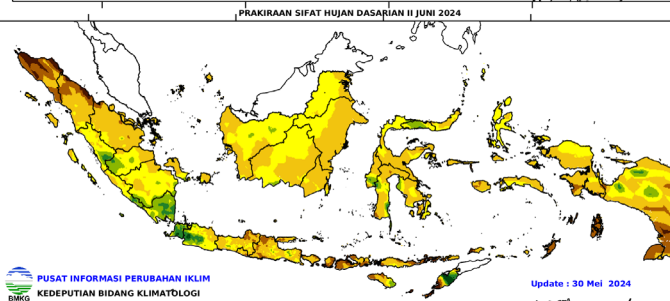 PRAKIRAAN SIFAT HUJAN DASARIAN II JUNI 2024
PUSAT INFORMASI PERUBAHAN IKLIM
KEDEPUTIAN BIDANG KLIMATOLOGI
BMKG
Update : 30 Mei 2024